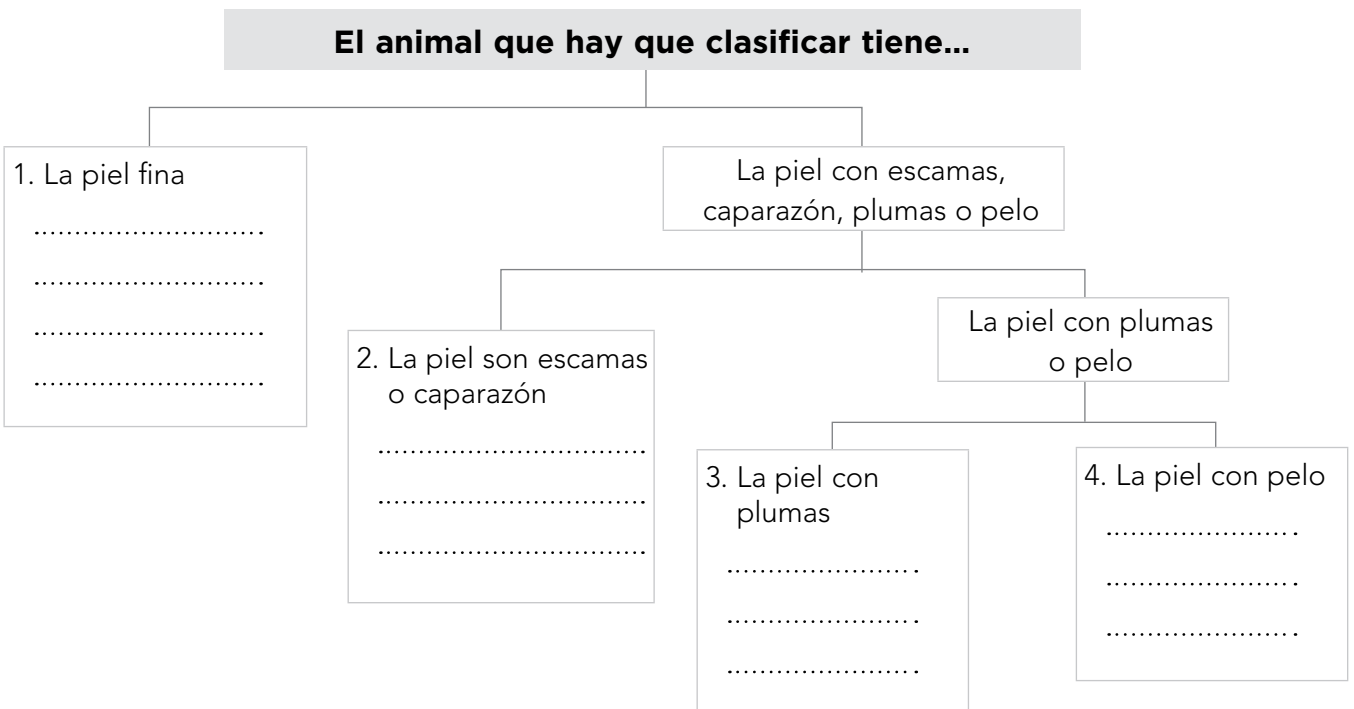 El animal que hay que clasificar tiene...
1. La piel fina
...........................
...........................
...........................
...........................
La piel con escamas,
caparazón, plumas o pelo
2. La piel son escamas
o caparazón
................................
................................
................................
La piel con plumas
o pelo
3. La piel con
plumas
.......................
.......................
.......................
4. La piel con pelo
.......................
.......................
.......................